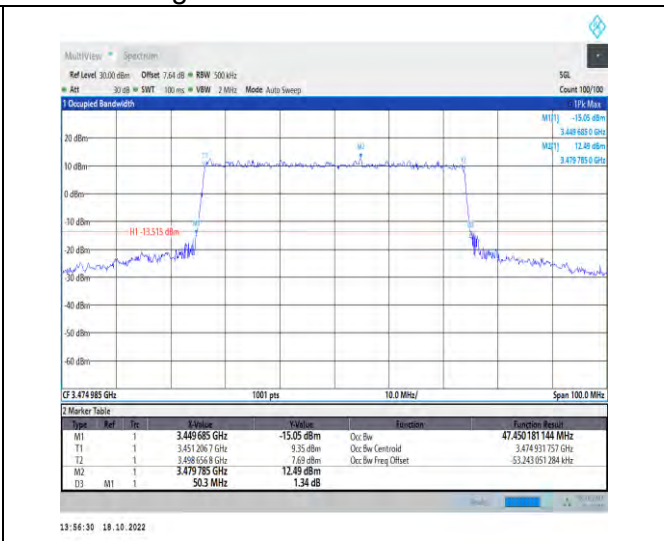 MultiView Spectrum
Ref Level 30.00 dBm Offset 7.64 dB RBW 500 kHz SGL
Att 30 dB SWT 100 ms VBW 2 MHz Mode Auto Sweep Count 100/100
1 Occupied Bandwidth 1Pk Max
M1[1] -15.05 dBm
3.449 685 0 GHz
20 dBm M2[1] 12.49 dBm
3.479 785 0 GHz
M2
T1
10 dBm
0 dBm
-10 dBm
M1
H1 -13.515 dBm
-20 dBm
-30 dBm
-40 dBm
-50 dBm
-60 dBm
CF 3.474 985 GHz 1001 pts 10.0 MHz/ Span 100.0 MHz
2 Marker Table
Type Ref Trc X-Value Y-Value Function Function Result
M1 1 3.449 685 GHz -15.05 dBm Occ Bw 47.450 181 144 MHz
T1 1 3.451 206 7 GHz 9.35 dBm Occ Bw Centroid 3.474 931 757 GHz
T2 1 3.498 656 8 GHz 7.69 dBm Occ Bw Freq Offset -53.243 051 284 kHz
M2 1 3.479 785 GHz 12.49 dBm
D3 M1 1 50.3 MHz 1.34 dB
13:56:30 18.10.2022